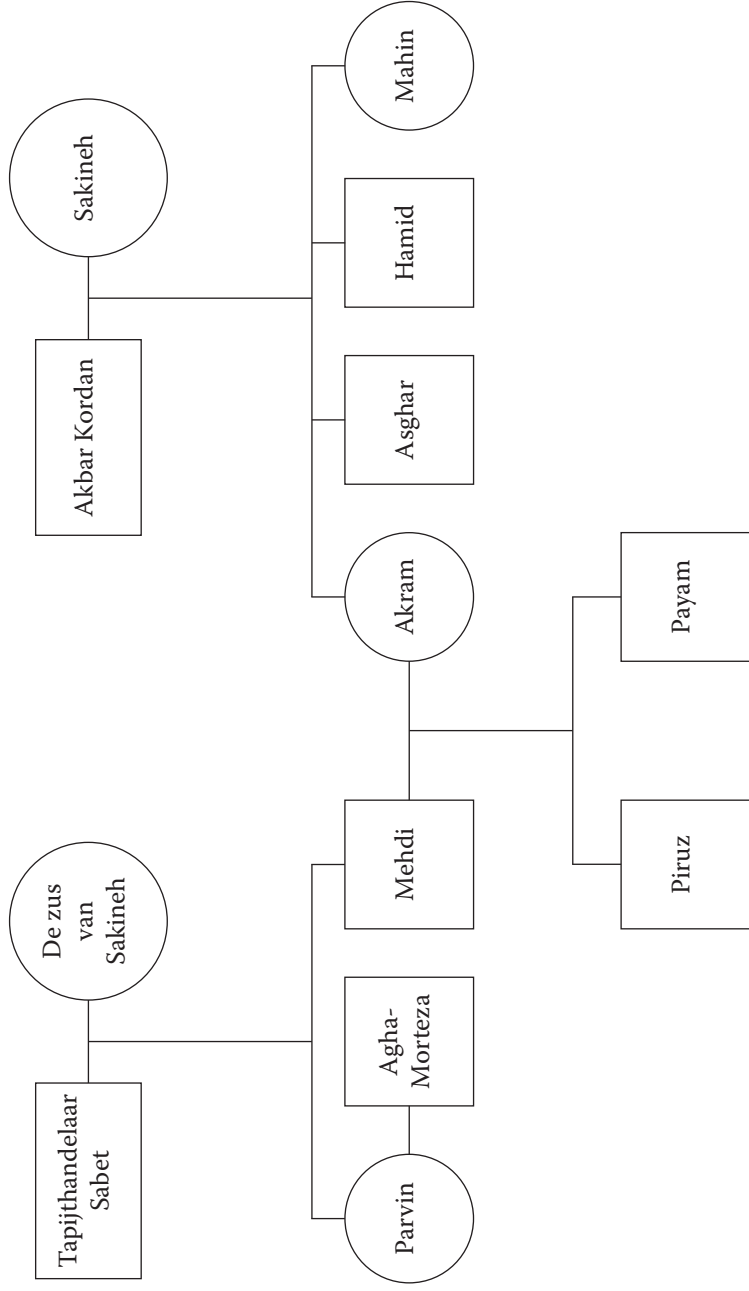 Tapijthandelaar
Sabet
De zus
van
Sakineh
Akbar Kordan
Sakineh
Parvin
Agha-
Morteza
Mehdi
Akram
Asghar
Hamid
Mahin
Piruz
Payam